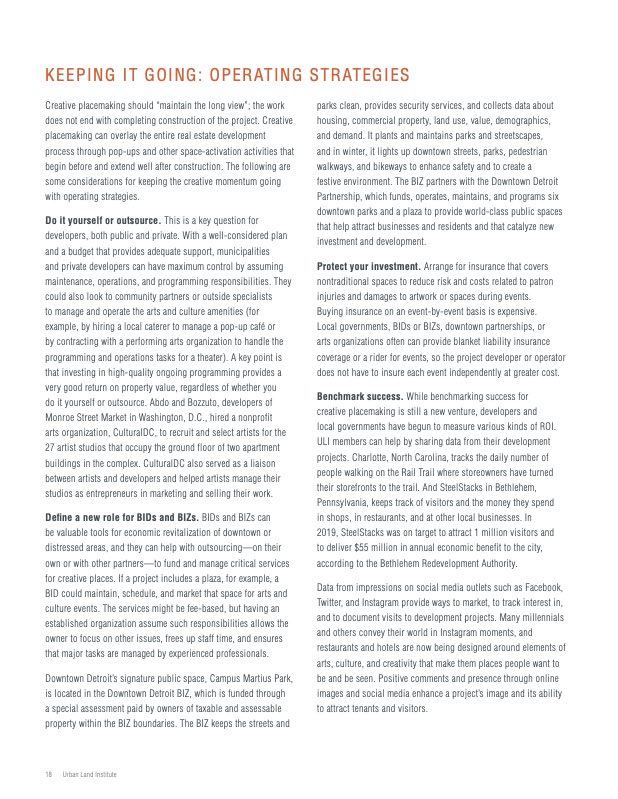 KEEPING IT GOING: OPERATING STRATEGIES
Creative placemaking should “maintain the long view”; the work
does not end with completing construction of the project. Creative
placemaking can overlay the entire real estate development
process through pop-ups and other space-activation activities that
begin before and extend well after construction. The following are
some considerations for keeping the creative momentum going
with operating strategies.
Do it yourself or outsource. This is a key question for
developers, both public and private. With a well-considered plan
and a budget that provides adequate support, municipalities
and private developers can have maximum control by assuming
maintenance, operations, and programming responsibilities. They
could also look to community partners or outside specialists
to manage and operate the arts and culture amenities (for
example, by hiring a local caterer to manage a pop-up café or
by contracting with a performing arts organization to handle the
programming and operations tasks for a theater). A key point is
that investing in high-quality ongoing programming provides a
very good return on property value, regardless of whether you
do it yourself or outsource. Abdo and Bozzuto, developers of
Monroe Street Market in Washington, D.C., hired a nonprofit
arts organization, CulturalDC, to recruit and select artists for the
27 artist studios that occupy the ground floor of two apartment
buildings in the complex. CulturalDC also served as a liaison
between artists and developers and helped artists manage their
studios as entrepreneurs in marketing and selling their work.
Define a new role for BIDs and BIZs. BIDs and BIZs can
be valuable tools for economic revitalization of downtown or
distressed areas, and they can help with outsourcing—on their
own or with other partners—to fund and manage critical services
for creative places. If a project includes a plaza, for example, a
BID could maintain, schedule, and market that space for arts and
culture events. The services might be fee-based, but having an
established organization assume such responsibilities allows the
owner to focus on other issues, frees up staff time, and ensures
that major tasks are managed by experienced professionals.
Downtown Detroit’s signature public space, Campus Martius Park,
is located in the Downtown Detroit BIZ, which is funded through
a special assessment paid by owners of taxable and assessable
property within the BIZ boundaries. The BIZ keeps the streets and
parks clean, provides security services, and collects data about
housing, commercial property, land use, value, demographics,
and demand. It plants and maintains parks and streetscapes,
and in winter, it lights up downtown streets, parks, pedestrian
walkways, and bikeways to enhance safety and to create a
festive environment. The BIZ partners with the Downtown Detroit
Partnership, which funds, operates, maintains, and programs six
downtown parks and a plaza to provide world-class public spaces
that help attract businesses and residents and that catalyze new
investment and development.
Protect your investment. Arrange for insurance that covers
nontraditional spaces to reduce risk and costs related to patron
injuries and damages to artwork or spaces during events.
Buying insurance on an event-by-event basis is expensive.
Local governments, BIDs or BIZs, downtown partnerships, or
arts organizations often can provide blanket liability insurance
coverage or a rider for events, so the project developer or operator
does not have to insure each event independently at greater cost.
Benchmark success. While benchmarking success for
creative placemaking is still a new venture, developers and
local governments have begun to measure various kinds of ROI.
ULI members can help by sharing data from their development
projects. Charlotte, North Carolina, tracks the daily number of
people walking on the Rail Trail where storeowners have turned
their storefronts to the trail. And SteelStacks in Bethlehem,
Pennsylvania, keeps track of visitors and the money they spend
in shops, in restaurants, and at other local businesses. In
2019, SteelStacks was on target to attract 1 million visitors and
to deliver $55 million in annual economic benefit to the city,
according to the Bethlehem Redevelopment Authority.
Data from impressions on social media outlets such as Facebook,
Twitter, and Instagram provide ways to market, to track interest in,
and to document visits to development projects. Many millennials
and others convey their world in Instagram moments, and
restaurants and hotels are now being designed around elements of
arts, culture, and creativity that make them places people want to
be and be seen. Positive comments and presence through online
images and social media enhance a project’s image and its ability
to attract tenants and visitors.
18 Urban Land Institute